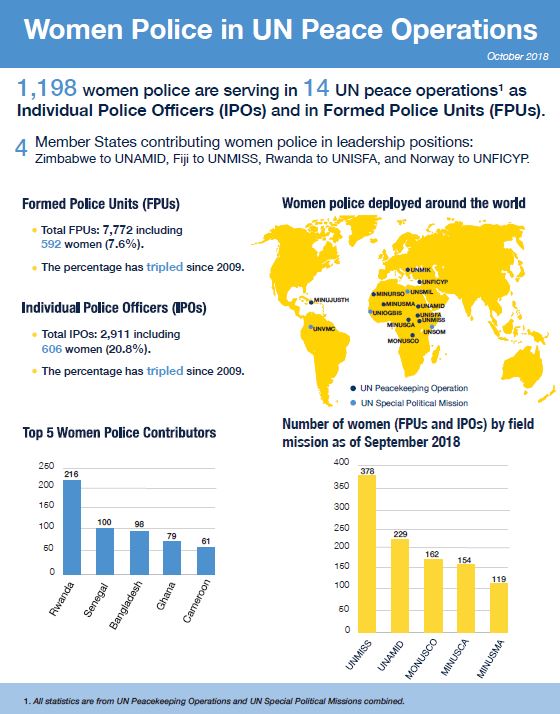 Women Police in UN Peace Operations
October 2018
1,198 women police are serving in 14 UN peace operations¹ as
Individual Police Officers (IPOs) and in Formed Police Units (FPUs).
4 Member States contributing women police in leadership positions:
Zimbabwe to UNAMID, Fiji to UNMISS, Rwanda to UNISFA, and Norway to UNFICYP.
Formed Police Units (FPUs)
Total FPUs: 7,772 including
592 women (7.6%).
The percentage has tripled since 2009.
Individual Police Officers (IPOs)
Total IPOs: 2,911 including
606 women (20.8%).
The percentage has tripled since 2009.
Women police deployed around the world
UNMIK
UNFICYP
MINURSO
UNSMIL
MINUJUSTH
MINUSMA
UNAMID
UNIOGBIS
UNISFA
UNMISS
MINUSCA
UNVMC
UNSOM
MONUSCO
UN Peacekeeping Operation
UN Special Political Mission
Top 5 Women Police Contributors
250
200
150
100
50
0
216
100
98
79
61
Rwanda
Senegal
Bangladesh
Ghana
Cameroon
Number of women (FPUs and IPOs) by field
mission as of September 2018
400
350
300
250
200
150
100
50
0
378
229
162
154
119
UNMISS
UNAMID
MONUSCO
MINUSCA
MINUSMA
1. All statistics are from UN Peacekeeping Operations and UN Special Political Missions combined.